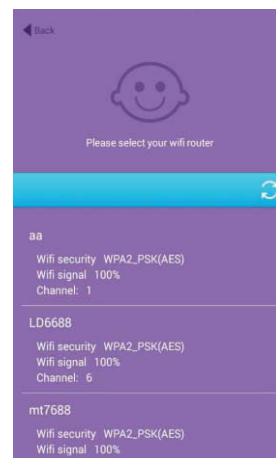 Back
Please select your wifi router
aa
Wifi security WPA2_PSK(AES)
Wifi signal 100%
Channel: 1
LD6688
Wifi security WPA2_PSK(AES)
Wifi signal 100%
Channel: 6
mt7688
Wifi security WPA2_PSK(AES)
Wifi signal 100%